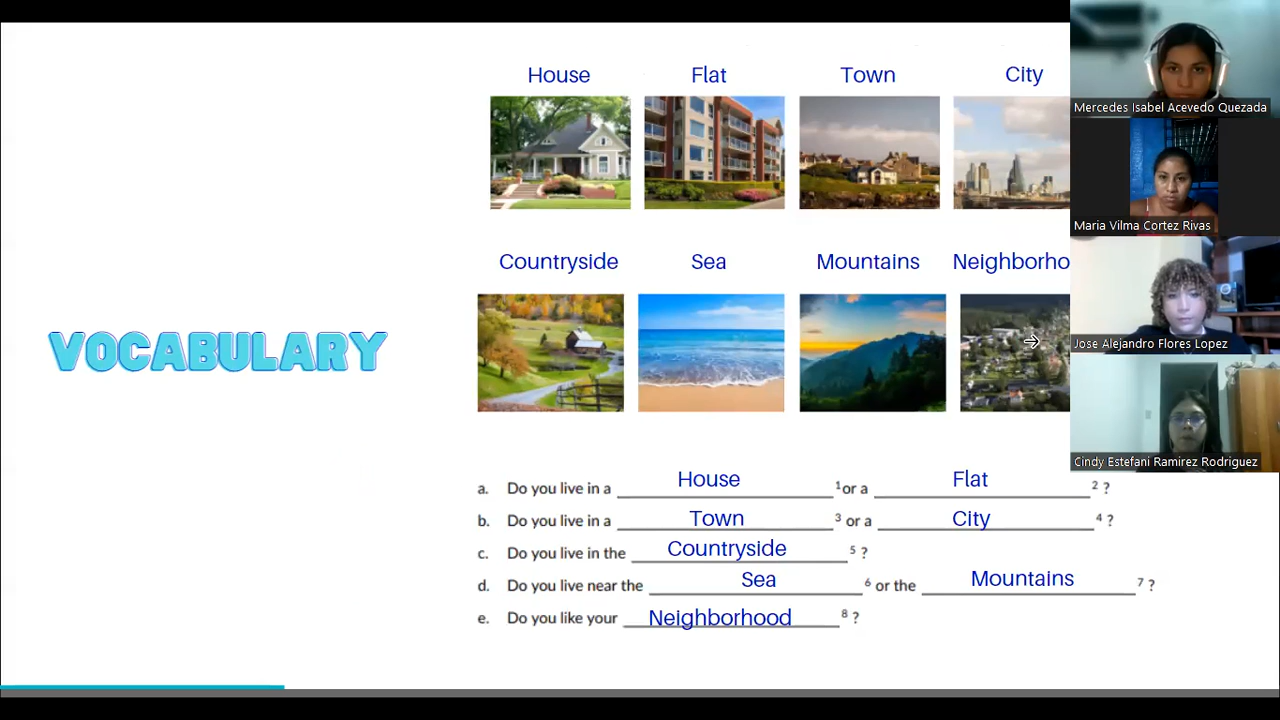 House Flat Town City
Countryside Sea Mountains Neighborho
VOCABULARY
a. Do you live in a House ¹or a Flat ² ?
b. Do you live in a Town ³ or a City ⁴ ?
c. Do you live in the Countryside ⁵ ?
d. Do you live near the Sea ⁶ or the Mountains ⁷ ?
e. Do you like your Neighborhood ⁸ ?
Mercedes Isabel Acevedo Quezada
Maria Vilma Cortez Rivas
Jose Alejandro Flores Lopez
Cindy Estefani Ramirez Rodriguez